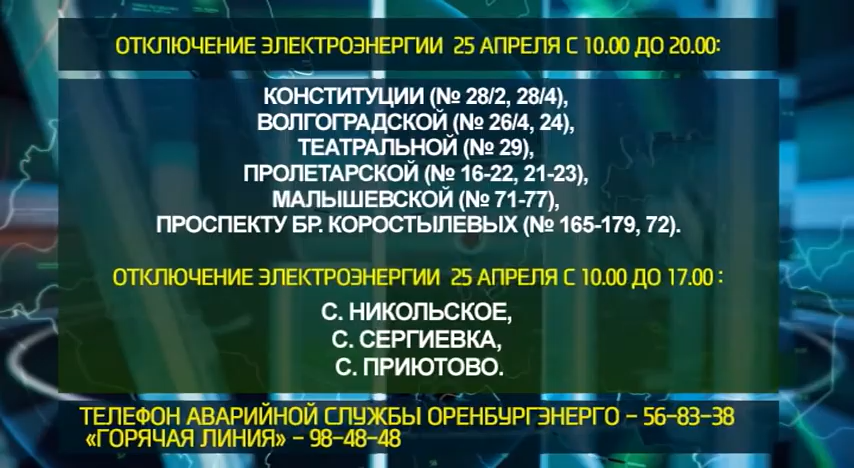 ОТКЛЮЧЕНИЕ ЭЛЕКТРОЭНЕРГИИ 25 АПРЕЛЯ С 10.00 ДО 20.00:
КОНСТИТУЦИИ (№ 28/2, 28/4),
ВОЛГОГРАДСКОЙ (№ 26/4, 24),
ТЕАТРАЛЬНОЙ (№ 29),
ПРОЛЕТАРСКОЙ (№ 16-22, 21-23),
МАЛЫШЕВСКОЙ (№ 71-77),
ПРОСПЕКТУ БР. КОРОСТЫЛЕВЫХ (№ 165-179, 72).
ОТКЛЮЧЕНИЕ ЭЛЕКТРОЭНЕРГИИ 25 АПРЕЛЯ С 10.00 ДО 17.00 :
С. НИКОЛЬСКОЕ,
С. СЕРГИЕВКА,
С. ПРИЮТОВО.
ТЕЛЕФОН АВАРИЙНОЙ СЛУЖБЫ ОРЕНБУРГЭНЕРГО – 56-83-38
«ГОРЯЧАЯ ЛИНИЯ» – 98-48-48